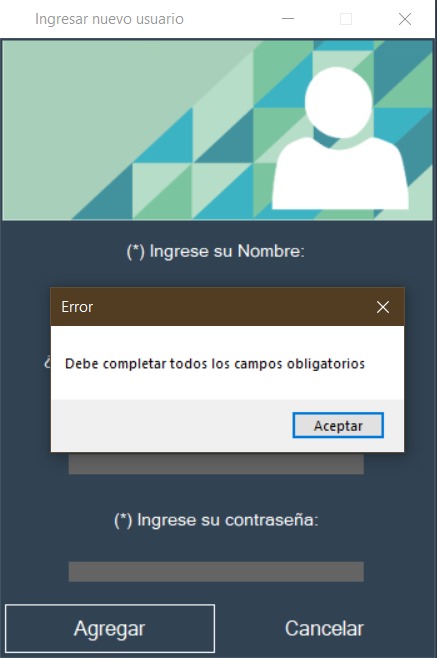 Ingresar nuevo usuario
(*) Ingrese su Nombre:
Error
¿
Debe completar todos los campos obligatorios
Aceptar
(*) Ingrese su contraseña:
Agregar
Cancelar